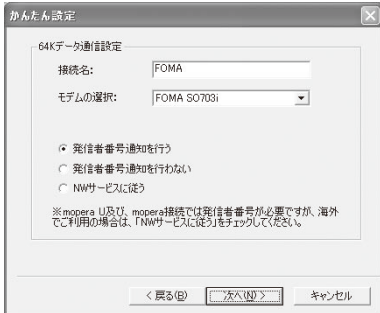 かんたん設定
64Kデータ通信設定
接続名:
FOMA
モデムの選択:
FOMA SO703i
発信者番号通知を行う
発信者番号通知を行わない
NWサービスに従う
※mopera U及び、mopera接続では発信者番号が必要ですが、海外
でご利用の場合は、「NWサービスに従う」をチェックしてください。
< 戻る(B)
次へ(N) >
キャンセル